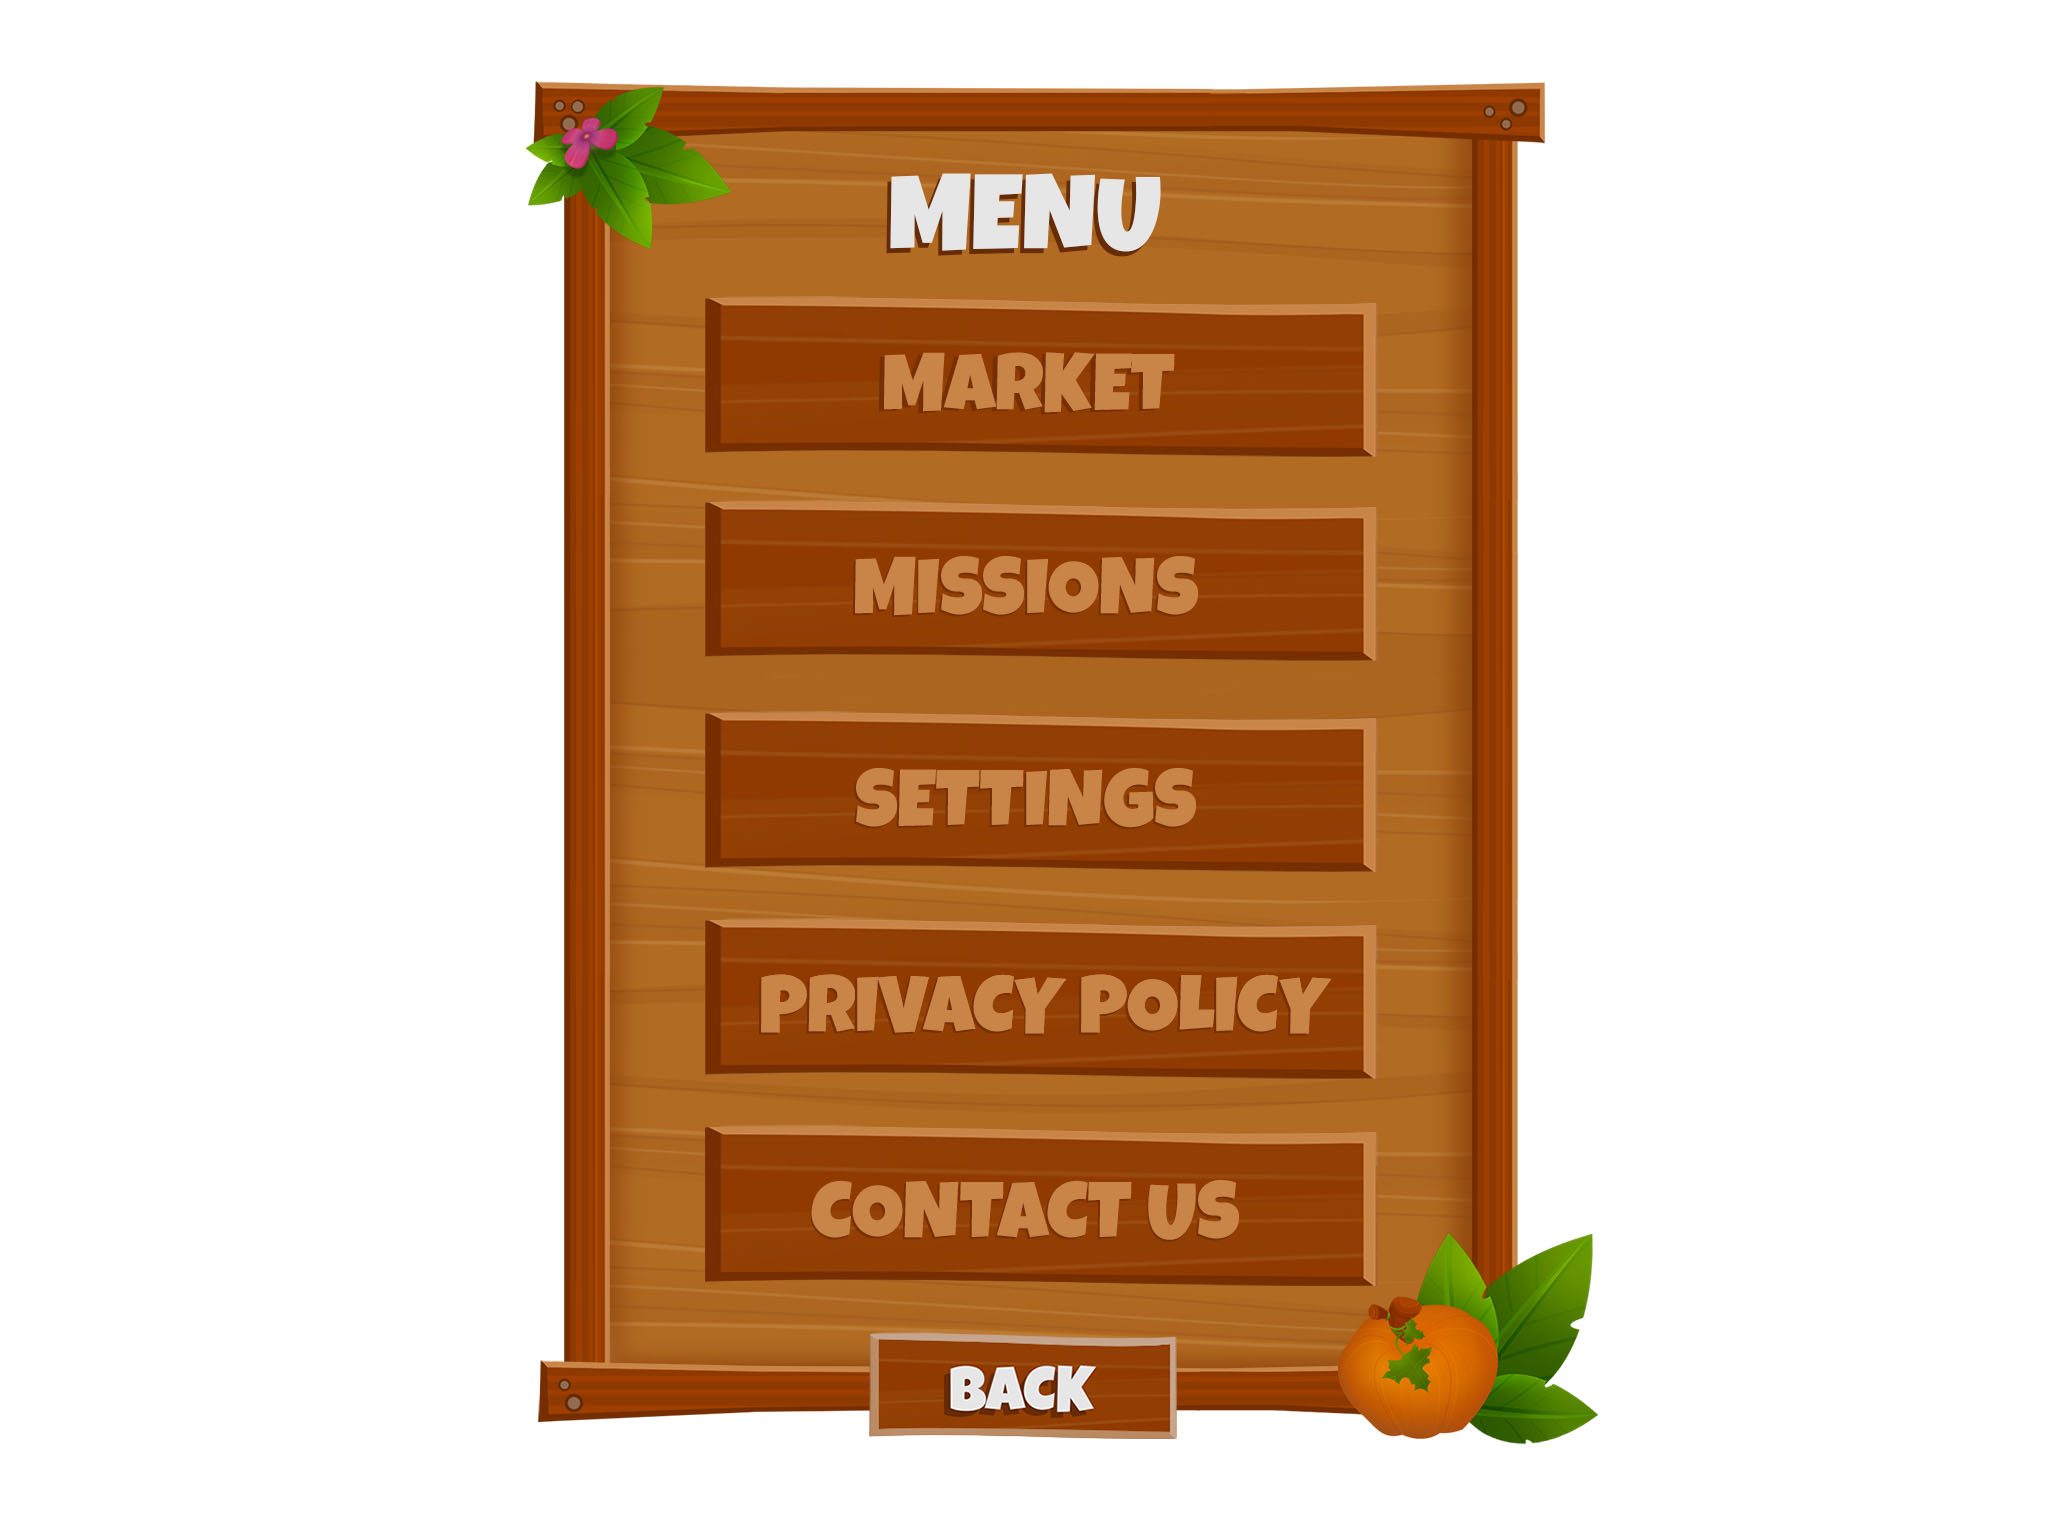 MENU
MARKET
MISSIONS
SETTINGS
PRIVACY POLICY
CONTACT US
BACK